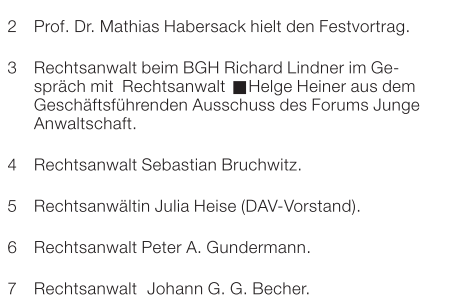 2 Prof. Dr. Mathias Habersack hielt den Festvortrag.
3 Rechtsanwalt beim BGH Richard Lindner im Ge-
spräch mit Rechtsanwalt ■Helge Heiner aus dem
Geschäftsführenden Ausschuss des Forums Junge
Anwaltschaft.
4 Rechtsanwalt Sebastian Bruchwitz.
5 Rechtsanwältin Julia Heise (DAV-Vorstand).
6 Rechtsanwalt Peter A. Gundermann.
7 Rechtsanwalt Johann G. G. Becher.